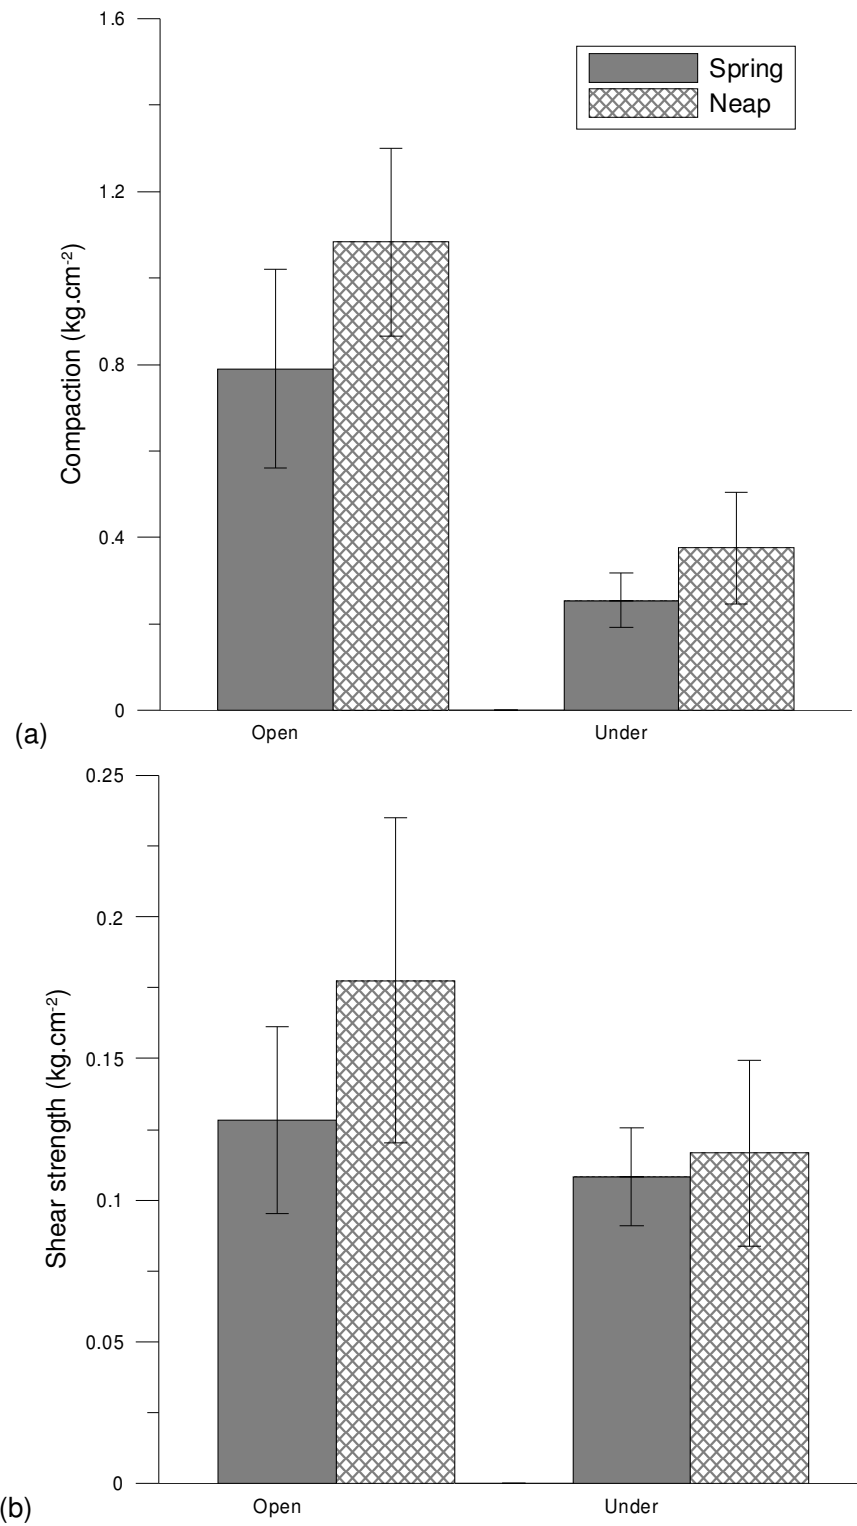 1.6
Spring
Neap
1.2
0.8
0.4
0
Compaction (kg.cm-2)
Open Under
(a)
0.25
0.2
0.15
0.1
0.05
0
Shear strength (kg.cm-2)
Open Under
(b)